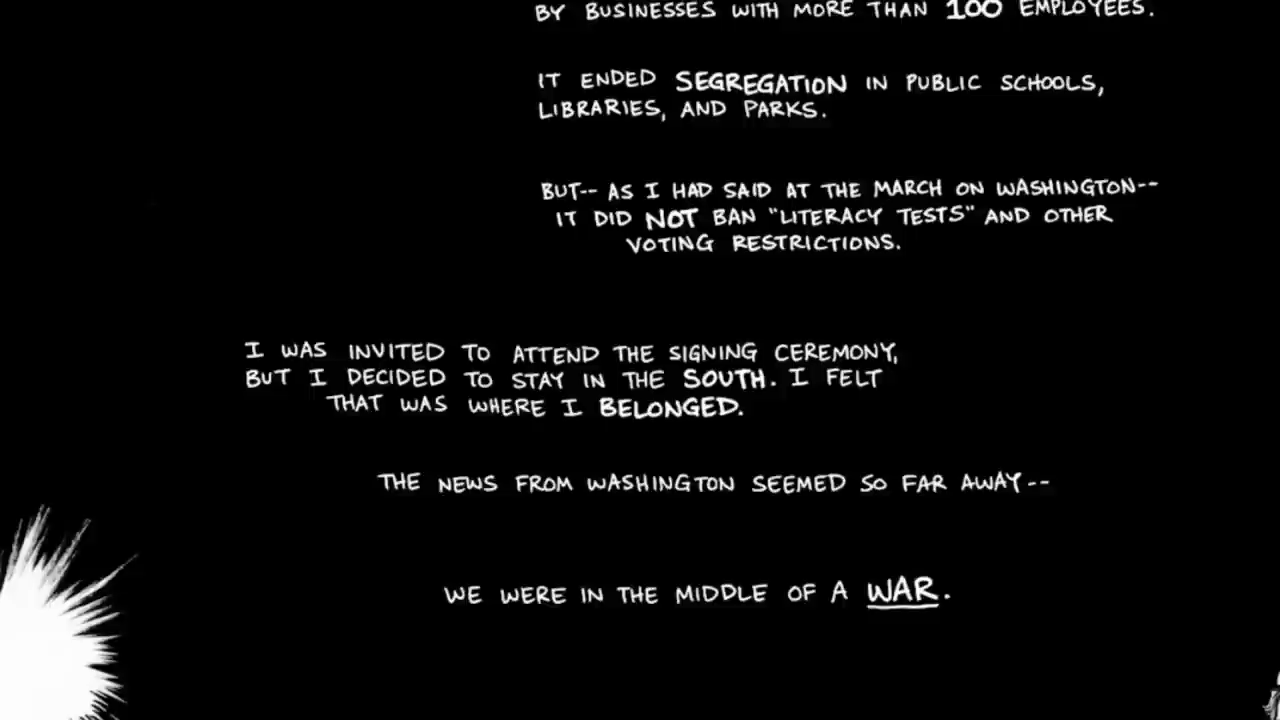 BY BUSINESSES WITH MORE THAN 100 EMPLOYEES.
IT ENDED SEGREGATION IN PUBLIC SCHOOLS,
LIBRARIES, AND PARKS.
BUT-- AS I HAD SAID AT THE MARCH ON WASHINGTON--
IT DID NOT BAN "LITERACY TESTS" AND OTHER
VOTING RESTRICTIONS.
I WAS INVITED TO ATTEND THE SIGNING CEREMONY,
BUT I DECIDED TO STAY IN THE SOUTH. I FELT
THAT WAS WHERE I BELONGED.
THE NEWS FROM WASHINGTON SEEMED SO FAR AWAY--
WE WERE IN THE MIDDLE OF A WAR.